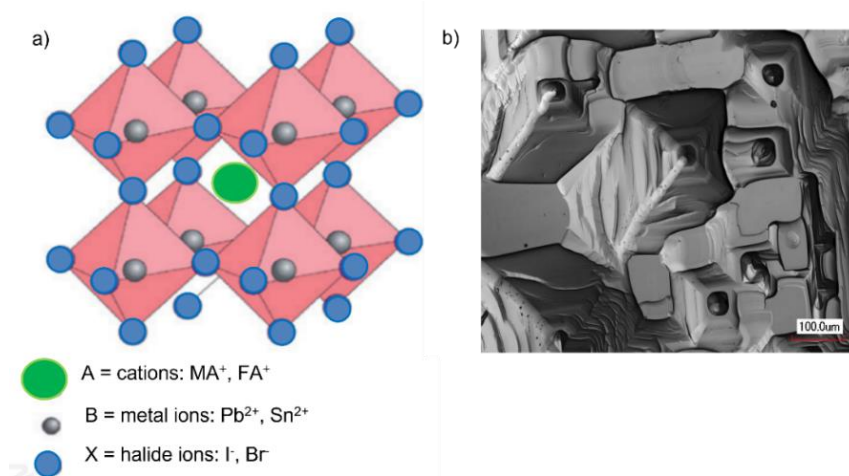 a)
b)
100.0um
A = cations: MA⁺, FA⁺
B = metal ions: Pb²⁺, Sn²⁺
X = halide ions: I⁻, Br⁻